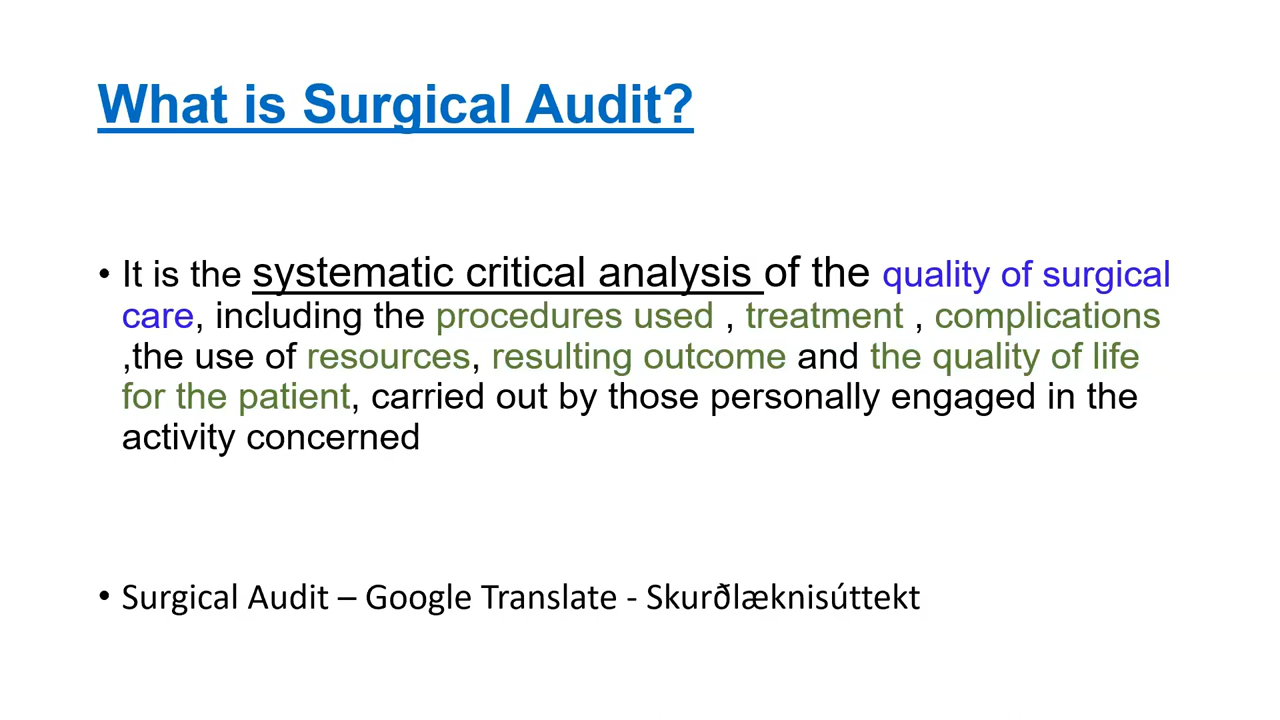 What is Surgical Audit?
• It is the systematic critical analysis of the quality of surgical
care, including the procedures used , treatment , complications
,the use of resources, resulting outcome and the quality of life
for the patient, carried out by those personally engaged in the
activity concerned
• Surgical Audit – Google Translate - Skurðlæknisúttekt